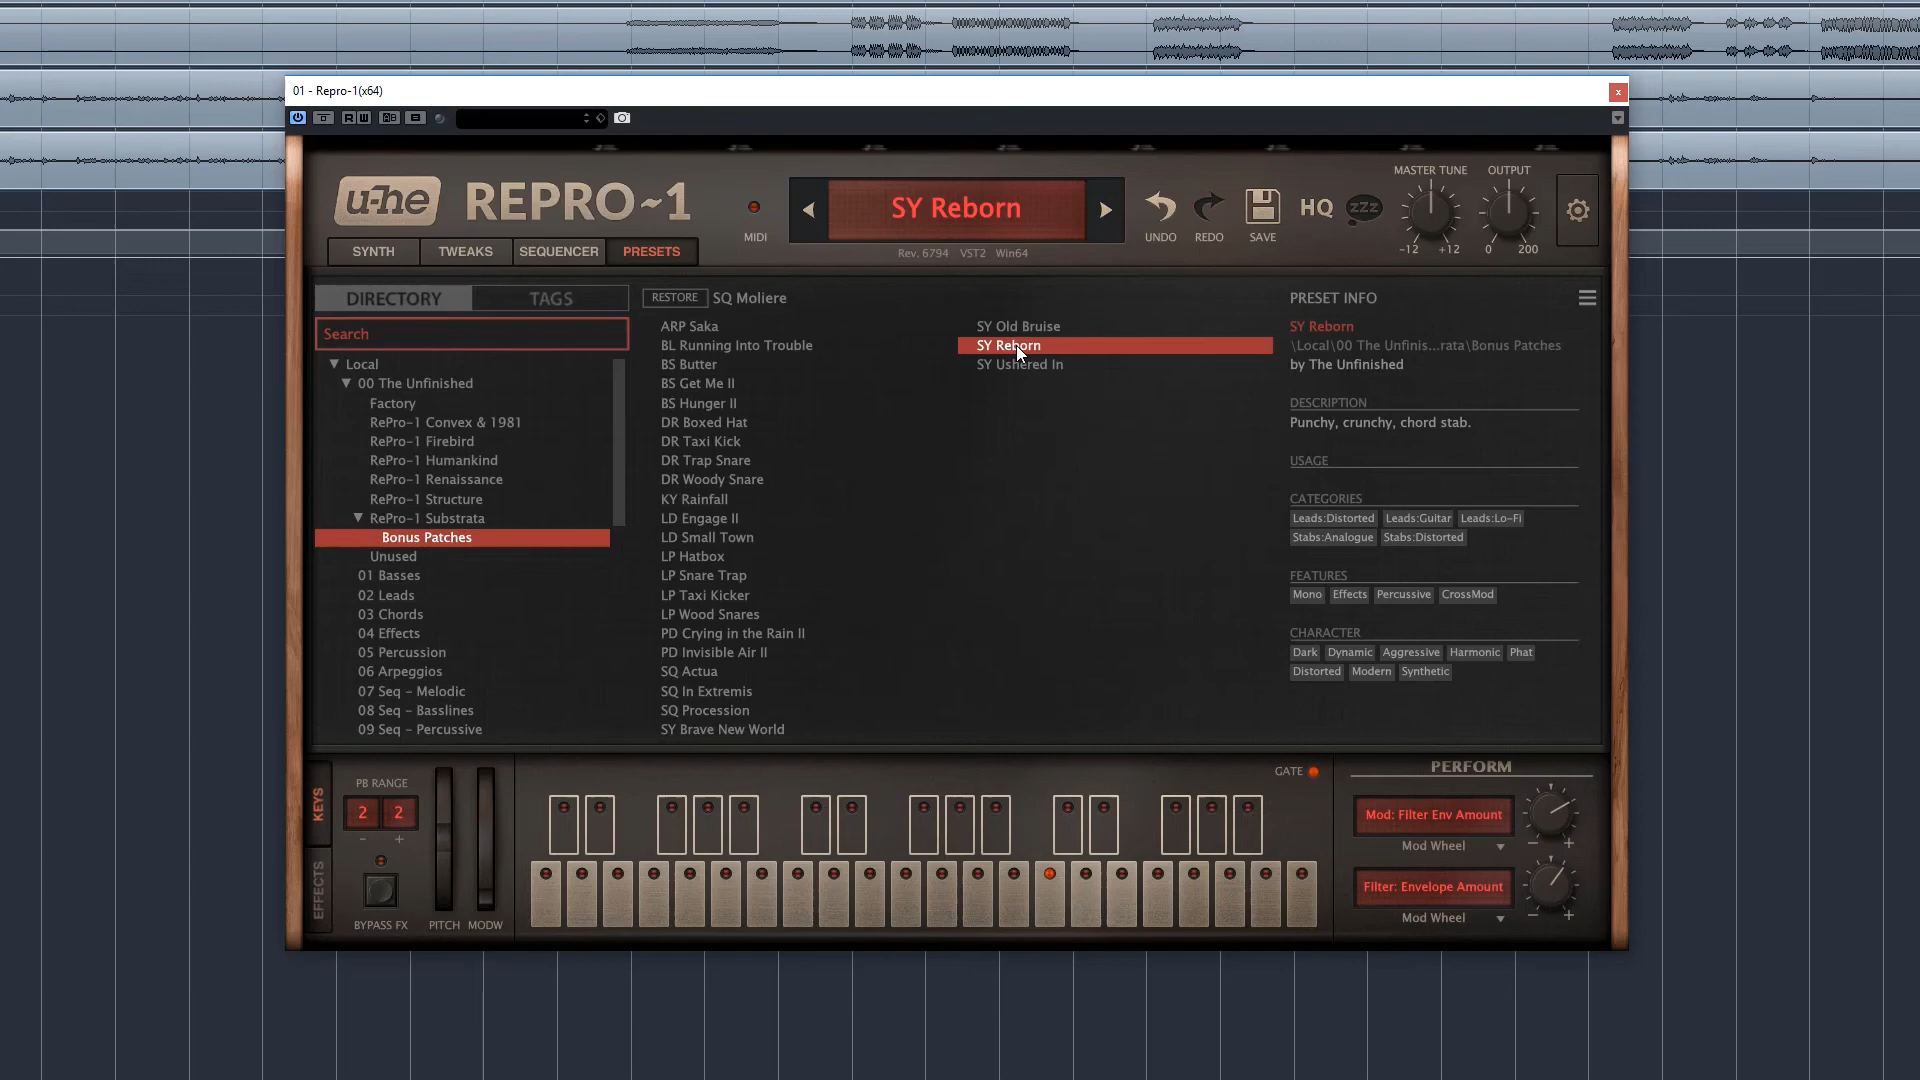 01 - Repro-1(x64)
x
R W
u-he REPRO~1
MIDI
SY Reborn
Rev. 6794 VST2 Win64
UNDO REDO SAVE
HQ zzz
MASTER TUNE
-12 +12
OUTPUT
0 200
SYNTH TWEAKS SEQUENCER PRESETS
DIRECTORY TAGS
Search
Local
00 The Unfinished
Factory
RePro-1 Convex & 1981
RePro-1 Firebird
RePro-1 Humankind
RePro-1 Renaissance
RePro-1 Structure
RePro-1 Substrata
Bonus Patches
Unused
01 Basses
02 Leads
03 Chords
04 Effects
05 Percussion
06 Arpeggios
07 Seq - Melodic
08 Seq - Basslines
09 Seq - Percussive
RESTORE SQ Moliere
ARP Saka
BL Running Into Trouble
BS Butter
BS Get Me II
BS Hunger II
DR Boxed Hat
DR Taxi Kick
DR Trap Snare
DR Woody Snare
KY Rainfall
LD Engage II
LD Small Town
LP Hatbox
LP Snare Trap
LP Taxi Kicker
LP Wood Snares
PD Crying in the Rain II
PD Invisible Air II
SQ Actua
SQ In Extremis
SQ Procession
SY Brave New World
SY Old Bruise
SY Reborn
SY Ushered In
PRESET INFO
SY Reborn
\Local\00 The Unfinis...rata\Bonus Patches
by The Unfinished
DESCRIPTION
Punchy, crunchy, chord stab.
USAGE
CATEGORIES
Leads:Distorted Leads:Guitar Leads:Lo-Fi
Stabs:Analogue Stabs:Distorted
FEATURES
Mono Effects Percussive CrossMod
CHARACTER
Dark Dynamic Aggressive Harmonic Phat
Distorted Modern Synthetic
KEYS
EFFECTS
PB RANGE
2 2
- +
BYPASS FX
PITCH MODW
GATE
PERFORM
Mod: Filter Env Amount
Mod Wheel
- +
Filter: Envelope Amount
Mod Wheel
- +